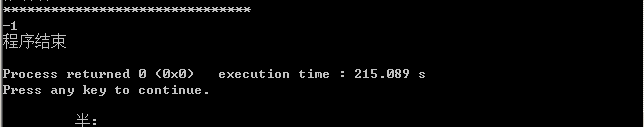 *******************************
-1
程序结束
Process returned 0 (0x0)   execution time : 215.089 s
Press any key to continue.
半: